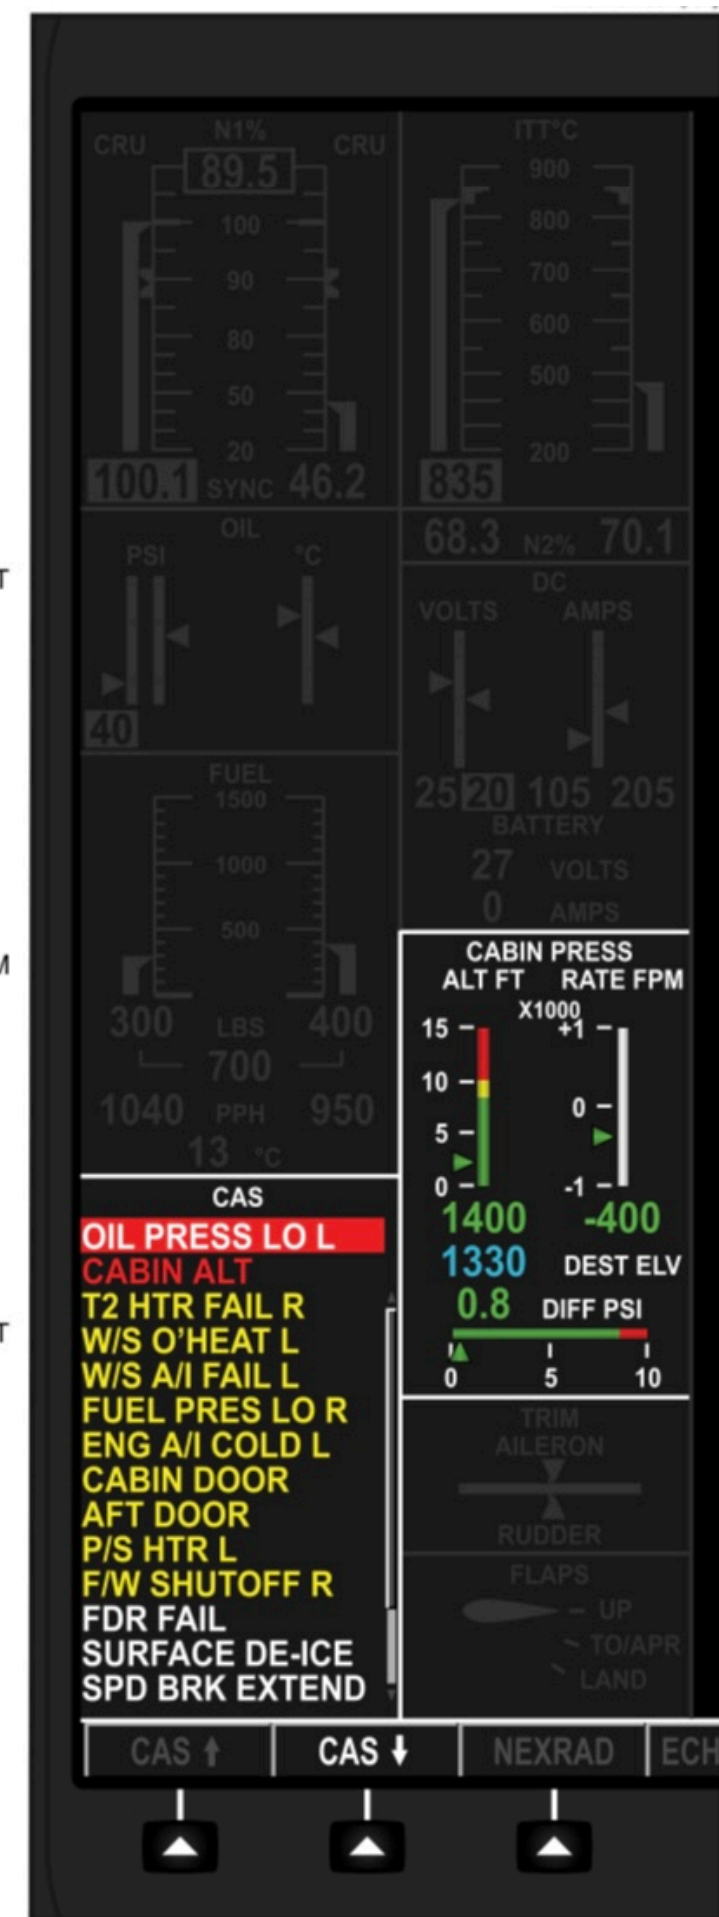 CRU N1% CRU
89.5
100
90
80
50
20
100.1 SYNC 46.2
ITT°C
900
800
700
600
500
200
835
68.3 N2% 70.1
OIL
PSI °C
40
DC
VOLTS AMPS
25 20 105 205
BATTERY
27 VOLTS
0 AMPS
FUEL
1500
1000
500
300 LBS 400
700
1040 PPH 950
13 °C
CABIN PRESS
ALT FT RATE FPM
X1000
15 +1
10
0
5
0 -1
1400 -400
1330 DEST ELV
0.8 DIFF PSI
0 5 10
CAS
OIL PRESS LO L
CABIN ALT
T2 HTR FAIL R
W/S O'HEAT L
W/S A/I FAIL L
FUEL PRES LO R
ENG A/I COLD L
CABIN DOOR
AFT DOOR
P/S HTR L
F/W SHUTOFF R
FDR FAIL
SURFACE DE-ICE
SPD BRK EXTEND
TRIM
AILERON
RUDDER
FLAPS
UP
TO/APR
LAND
CAS ↑ CAS ↓ NEXRAD ECH
T
M
T